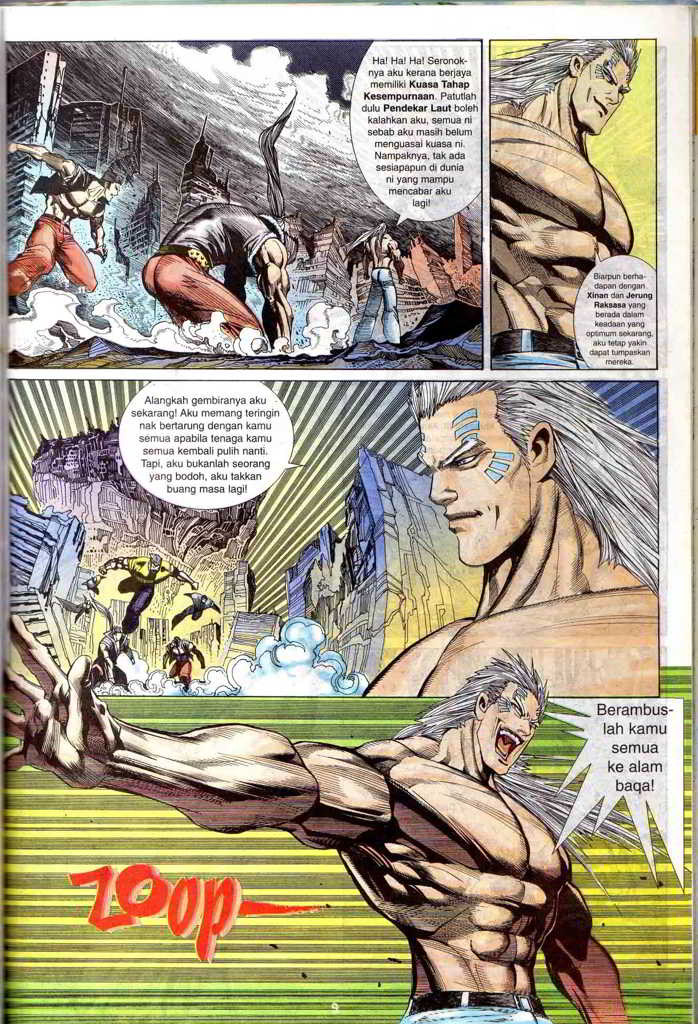 Ha! Ha! Ha! Seronok-
nya aku kerana berjaya
memiliki Kuasa Tahap
Kesempurnaan. Patutlah
dulu Pendekar Laut boleh
kalahkan aku, semua ni
sebab aku masih belum
menguasai kuasa ni.
Nampaknya, tak ada
sesiapapun di dunia
ni yang mampu
mencabar aku
lagi!
Biarpun berha-
dapan dengan
Xinan dan Jerung
Raksasa yang
berada dalam
keadaan yang
optimum sekarang,
aku tetap yakin
dapat tumpaskan
mereka.
Alangkah gembiranya aku
sekarang! Aku memang teringin
nak bertarung dengan kamu
semua apabila tenaga kamu
semua kembali pulih nanti.
Tapi, aku bukanlah seorang
yang bodoh, aku takkan
buang masa lagi!
Berambus-
lah kamu
semua
ke alam
baqa!
ZOOP
9